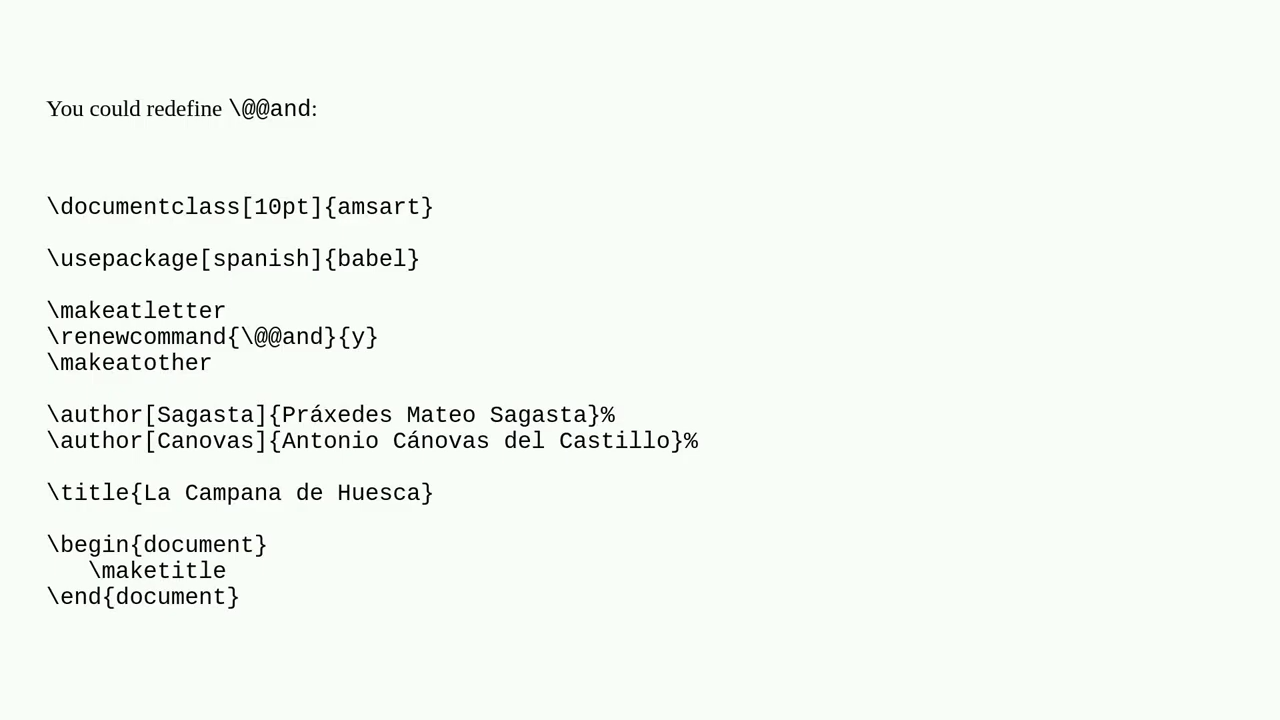 You could redefine \@@and:
\documentclass[10pt]{amsart}
\usepackage[spanish]{babel}
\makeatletter
\renewcommand{\@@and}{y}
\makeatother
\author[Sagasta]{Práxedes Mateo Sagasta}%
\author[Canovas]{Antonio Cánovas del Castillo}%
\title{La Campana de Huesca}
\begin{document}
   \maketitle
\end{document}